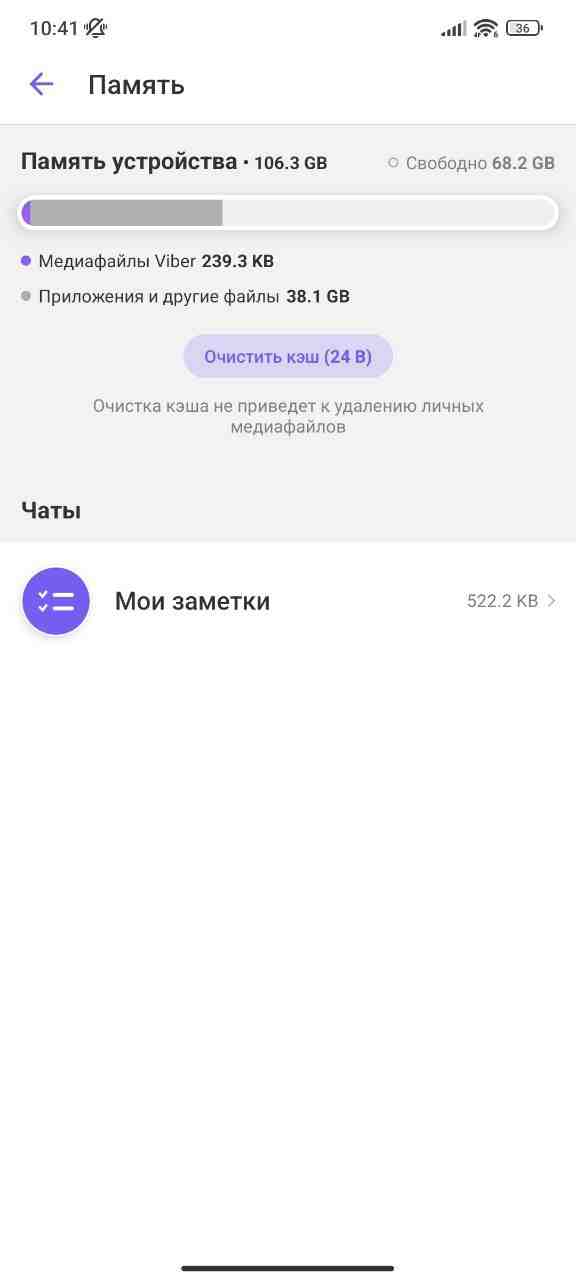 10:41
36
Память
Память устройства • 106.3 GB
Свободно 68.2 GB
Медиафайлы Viber 239.3 KB
Приложения и другие файлы 38.1 GB
Очистить кэш (24 B)
Очистка кэша не приведет к удалению личных
медиафайлов
Чаты
Мои заметки
522.2 KB